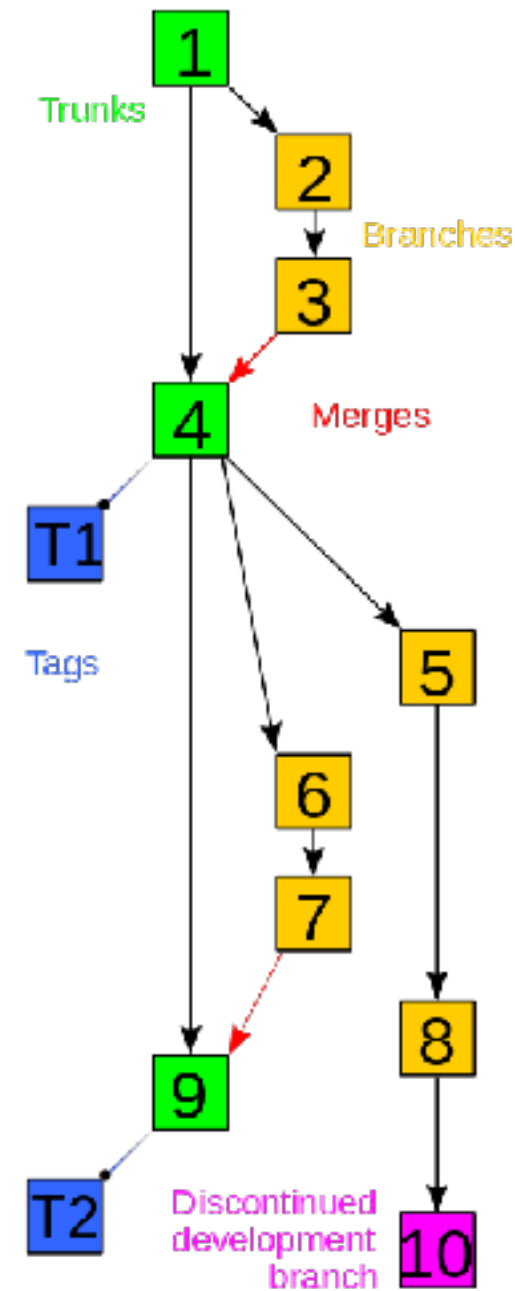 1
Trunks
2
Branches
3
4
Merges
T1
Tags
5
6
7
8
9
T2
Discontinued
development
branch
10